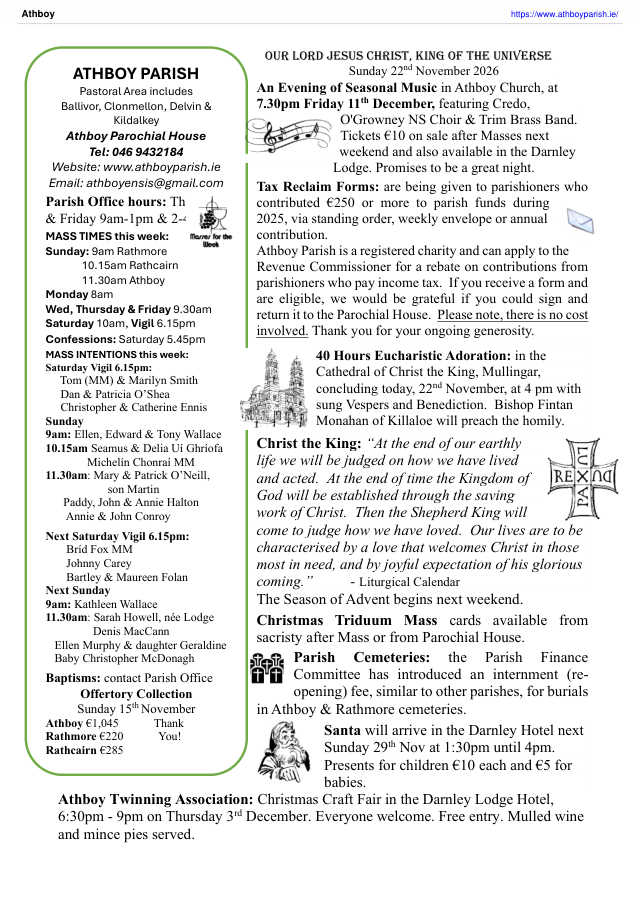 Athboy
https://www.athboyparish.ie/
ATHBOY PARISH
Pastoral Area includes
Ballivor, Clonmellon, Delvin &
Kildalkey
Athboy Parochial House
Tel: 046 9432184
Website: www.athboyparish.ie
Email: athboyensis@gmail.com
Parish Office hours: Th
& Friday 9am-1pm & 2-
Masses for the
Week
MASS TIMES this week:
Sunday: 9am Rathmore
10.15am Rathcairn
11.30am Athboy
Monday 8am
Wed, Thursday & Friday 9.30am
Saturday 10am, Vigil 6.15pm
Confessions: Saturday 5.45pm
MASS INTENTIONS this week:
Saturday Vigil 6.15pm:
Tom (MM) & Marilyn Smith
Dan & Patricia O’Shea
Christopher & Catherine Ennis
Sunday
9am: Ellen, Edward & Tony Wallace
10.15am Seamus & Delia Ui Ghriofa
Michelin Chonrai MM
11.30am: Mary & Patrick O’Neill,
son Martin
Paddy, John & Annie Halton
Annie & John Conroy
Next Saturday Vigil 6.15pm:
Bríd Fox MM
Johnny Carey
Bartley & Maureen Folan
Next Sunday
9am: Kathleen Wallace
11.30am: Sarah Howell, née Lodge
Denis MacCann
Ellen Murphy & daughter Geraldine
Baby Christopher McDonagh
Baptisms: contact Parish Office
Offertory Collection
Sunday 15th November
Athboy €1,045 Thank
Rathmore €220 You!
Rathcairn €285
OUR LORD JESUS CHRIST, KING OF THE UNIVERSE
Sunday 22nd November 2026
An Evening of Seasonal Music in Athboy Church, at
7.30pm Friday 11th December, featuring Credo,
O'Growney NS Choir & Trim Brass Band.
Tickets €10 on sale after Masses next
weekend and also available in the Darnley
Lodge. Promises to be a great night.
Tax Reclaim Forms: are being given to parishioners who
contributed €250 or more to parish funds during
2025, via standing order, weekly envelope or annual
contribution.
Athboy Parish is a registered charity and can apply to the
Revenue Commissioner for a rebate on contributions from
parishioners who pay income tax. If you receive a form and
are eligible, we would be grateful if you could sign and
return it to the Parochial House. Please note, there is no cost
involved. Thank you for your ongoing generosity.
40 Hours Eucharistic Adoration: in the
Cathedral of Christ the King, Mullingar,
concluding today, 22nd November, at 4 pm with
sung Vespers and Benediction. Bishop Fintan
Monahan of Killaloe will preach the homily.
Christ the King: “At the end of our earthly
life we will be judged on how we have lived
and acted. At the end of time the Kingdom of
God will be established through the saving
work of Christ. Then the Shepherd King will
come to judge how we have loved. Our lives are to be
characterised by a love that welcomes Christ in those
most in need, and by joyful expectation of his glorious
coming.” - Liturgical Calendar
LUX
REX DUX
PAX
The Season of Advent begins next weekend.
Christmas Triduum Mass cards available from
sacristy after Mass or from Parochial House.
Parish Cemeteries: the Parish Finance
Committee has introduced an internment (re-
opening) fee, similar to other parishes, for burials
in Athboy & Rathmore cemeteries.
Santa will arrive in the Darnley Hotel next
Sunday 29th Nov at 1:30pm until 4pm.
Presents for children €10 each and €5 for
babies.
Athboy Twinning Association: Christmas Craft Fair in the Darnley Lodge Hotel,
6:30pm - 9pm on Thursday 3rd December. Everyone welcome. Free entry. Mulled wine
and mince pies served.